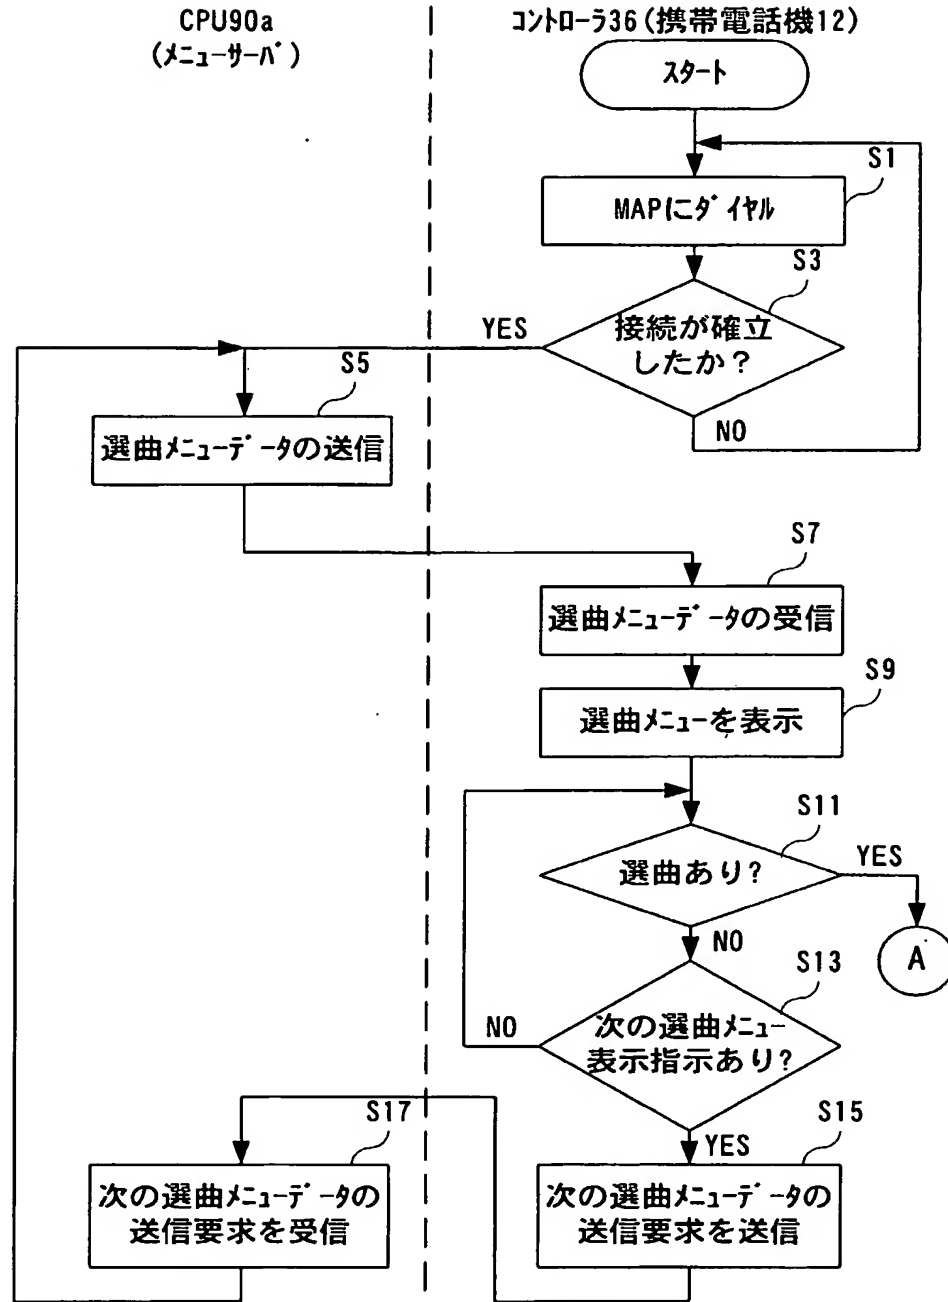 CPU90a
(ﾒﾆｭｰｻｰﾊﾞ)
ｺﾝﾄﾛｰﾗ36(携帯電話機12)
ｽﾀｰﾄ
S1
MAPにﾀﾞｲﾔﾙ
S3
接続が確立
したか？
YES
NO
S5
選曲ﾒﾆｭｰﾃﾞｰﾀの送信
S7
選曲ﾒﾆｭｰﾃﾞｰﾀの受信
S9
選曲メニューを表示
S11
選曲あり?
YES
A
NO
S13
次の選曲ﾒﾆｭｰ
表示指示あり?
NO
YES
S17
次の選曲ﾒﾆｭｰﾃﾞｰﾀの
送信要求を受信
S15
次の選曲ﾒﾆｭｰﾃﾞｰﾀの
送信要求を送信